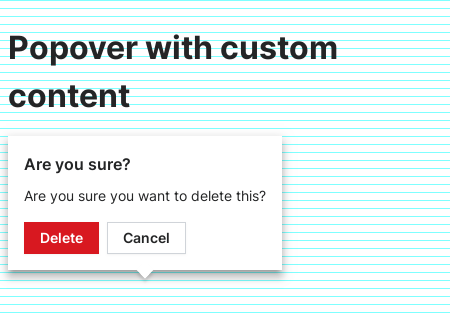 Popover with custom
content
Are you sure?
Are you sure you want to delete this?
Delete
Cancel